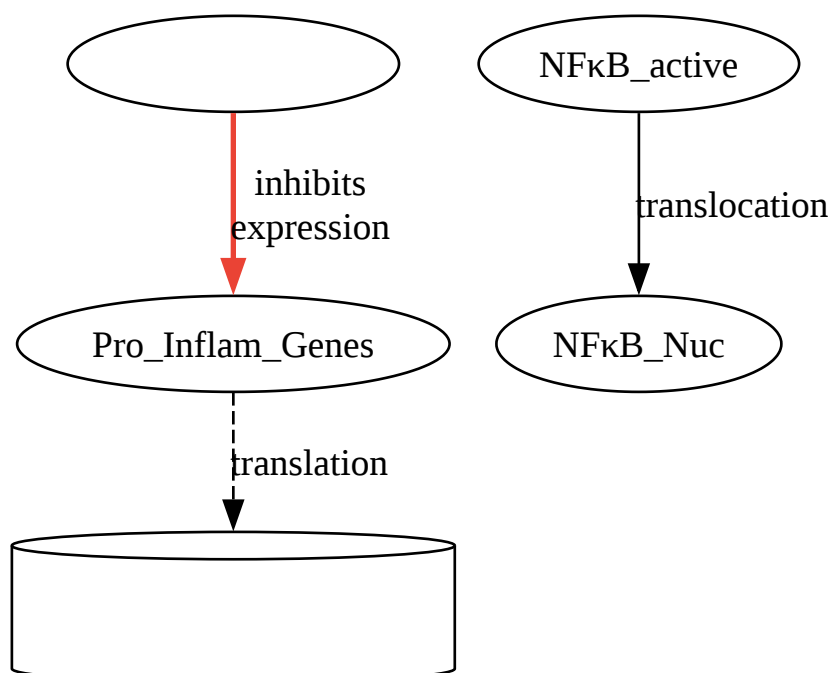 NFκB_active
inhibits
expression
translocation
Pro_Inflam_Genes
NFκB_Nuc
translation